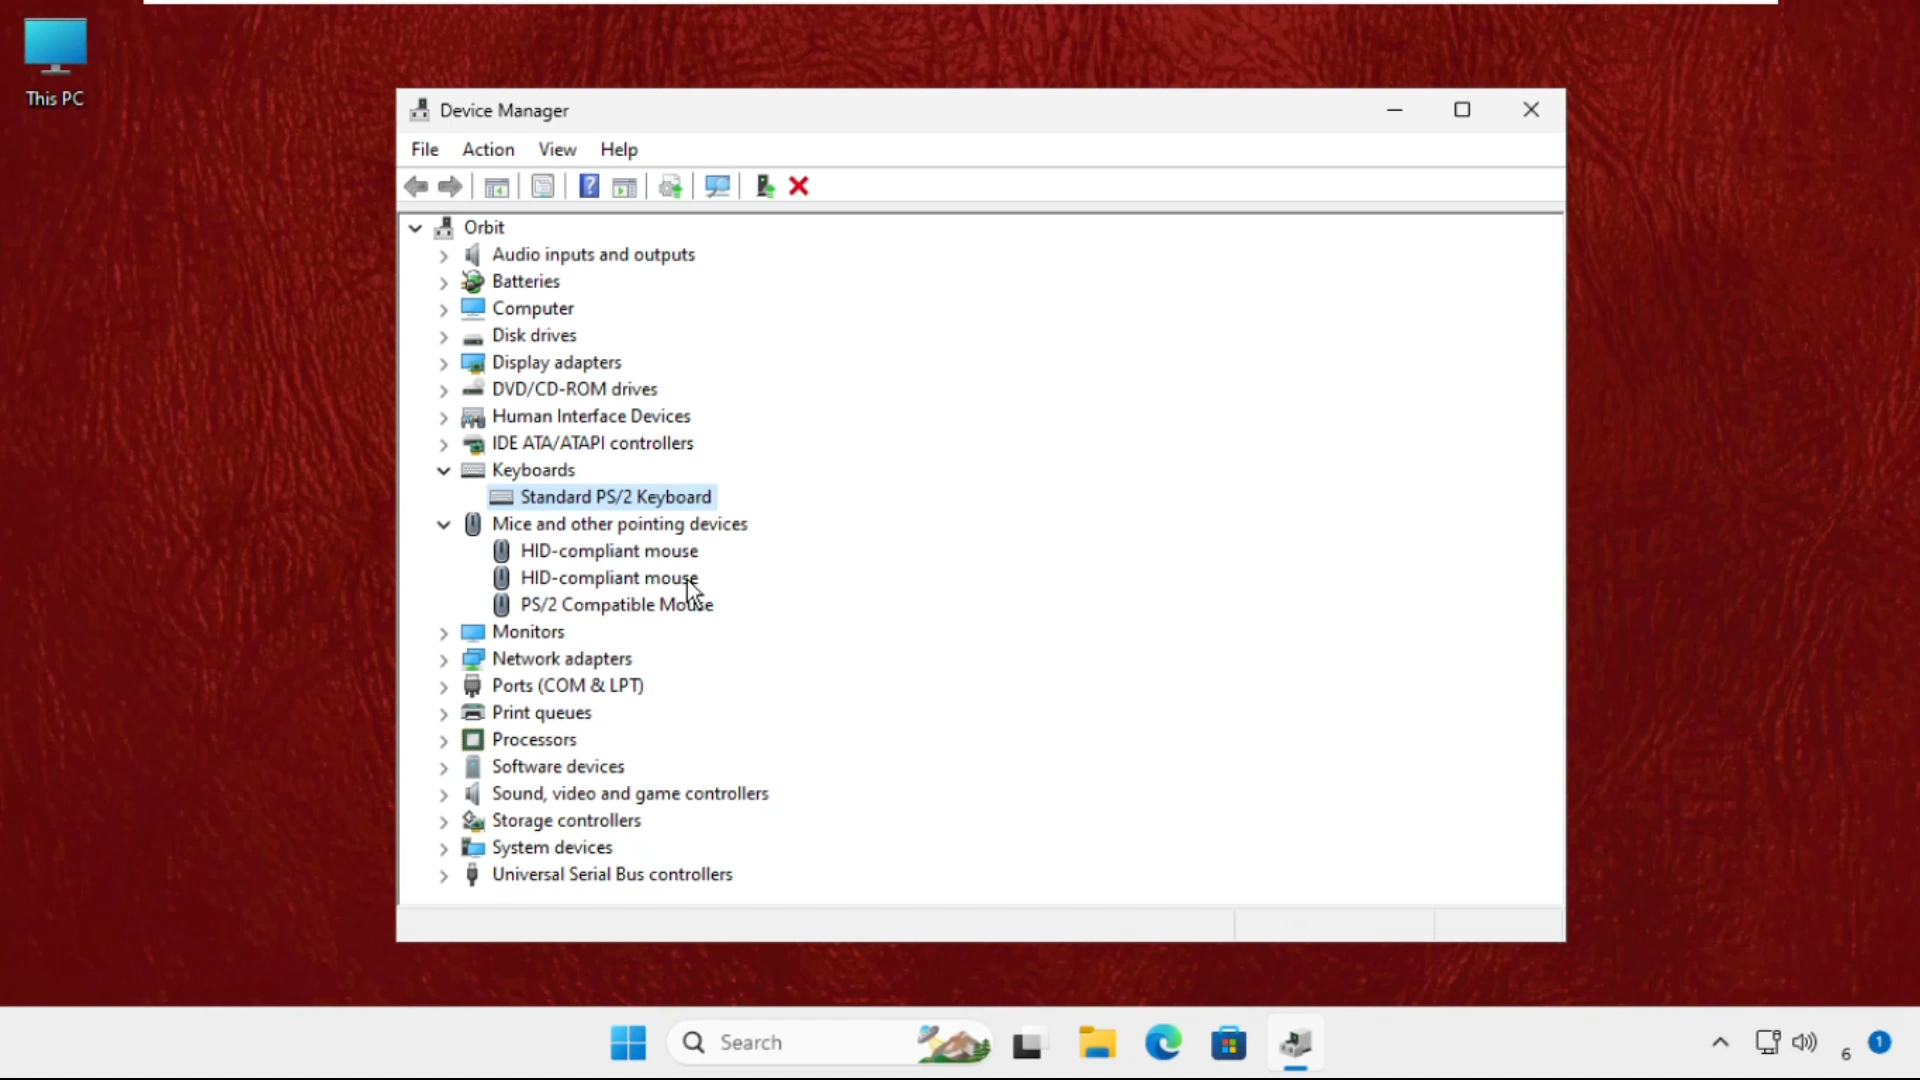 This PC
Device Manager
File Action View Help
Orbit
Audio inputs and outputs
Batteries
Computer
Disk drives
Display adapters
DVD/CD-ROM drives
Human Interface Devices
IDE ATA/ATAPI controllers
Keyboards
Standard PS/2 Keyboard
Mice and other pointing devices
HID-compliant mouse
HID-compliant mouse
PS/2 Compatible Mouse
Monitors
Network adapters
Ports (COM & LPT)
Print queues
Processors
Software devices
Sound, video and game controllers
Storage controllers
System devices
Universal Serial Bus controllers
Search
6 1